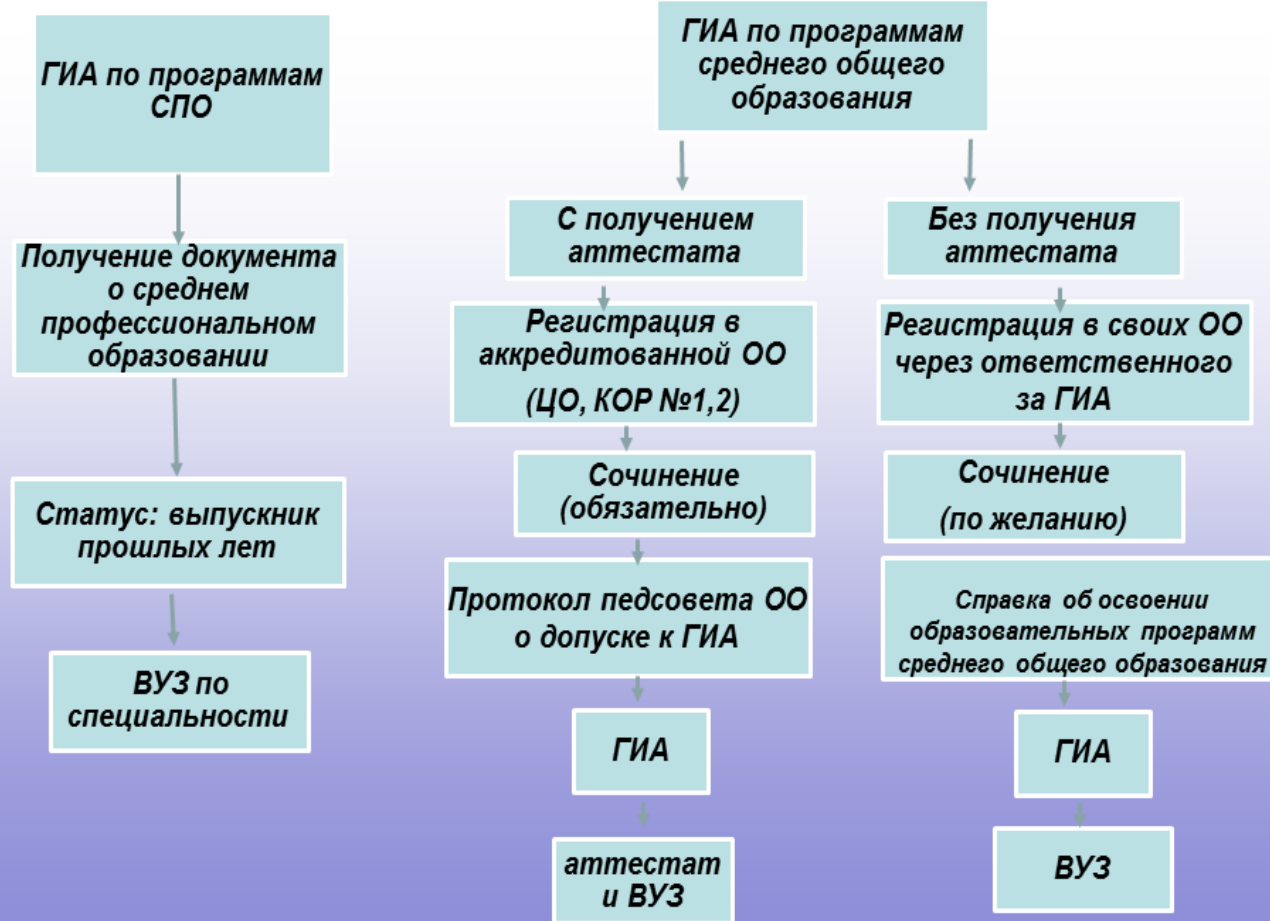 ГИА по программам
СПО
Получение документа
о среднем
профессиональном
образовании
Статус: выпускник
прошлых лет
ВУЗ по
специальности
ГИА по программам
среднего общего
образования
С получением
аттестата
Регистрация в
аккредитованной ОО
(ЦО, КОР №1,2)
Сочинение
(обязательно)
Протокол педсовета ОО
о допуске к ГИА
ГИА
аттестат
и ВУЗ
Без получения
аттестата
Регистрация в своих ОО
через ответственного
за ГИА
Сочинение
(по желанию)
Справка об освоении
образовательных программ
среднего общего образования
ГИА
ВУЗ